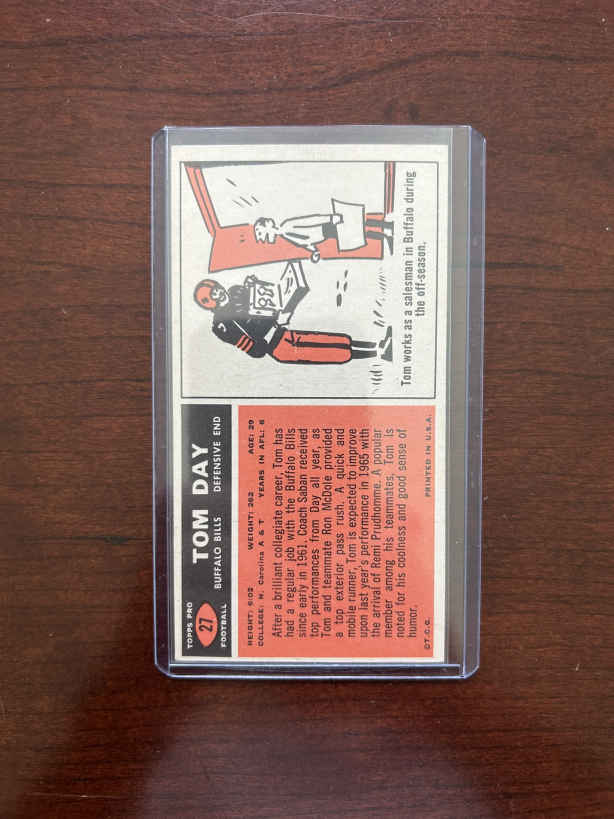 TOPPS PRO
27
FOOTBALL
TOM DAY
BUFFALO BILLS DEFENSIVE END
HEIGHT: 6:02 WEIGHT: 262 AGE: 29
COLLEGE: N. Carolina A & T YEARS IN AFL: 6
After a brilliant collegiate career, Tom has
had a regular job with the Buffalo Bills
since early in 1961. Coach Saban received
top performances from Day all year, as
Tom and teammate Ron McDole provided
a top exterior pass rush. A quick and
mobile runner, Tom is expected to improve
upon last year's performance in 1965 with
the arrival of Remi Prudhomme. A popular
member among his teammates, Tom is
noted for his coolness and good sense of
humor.
©T.C.G. PRINTED IN U.S.A.
88
Tom works as a salesman in Buffalo during
the off-season.